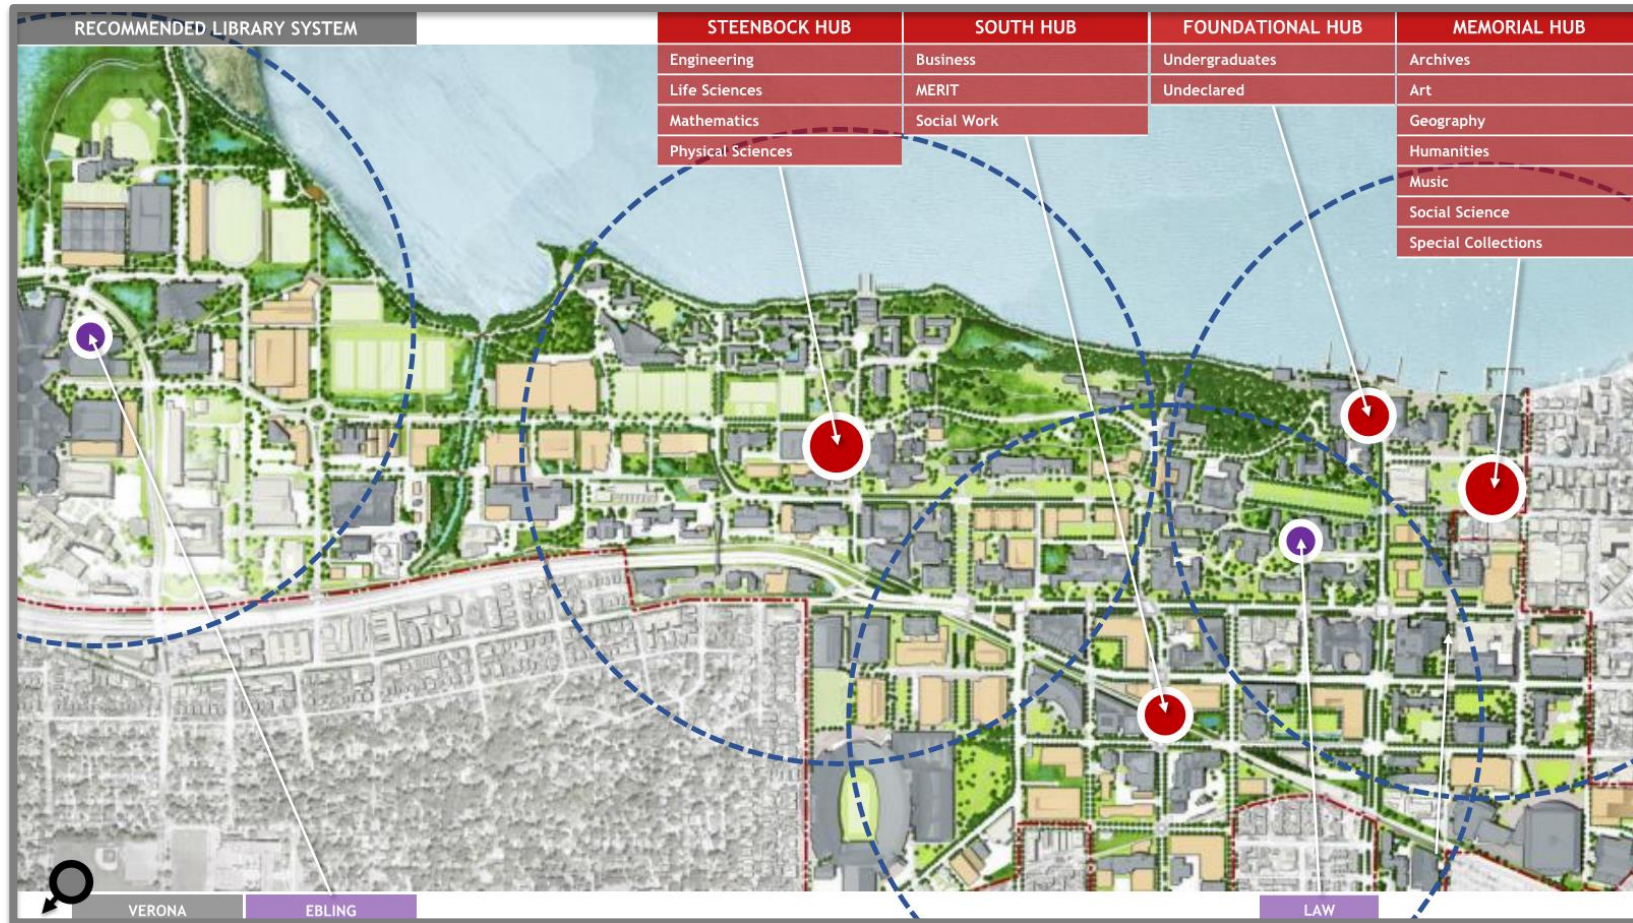 RECOMMENDED LIBRARY SYSTEM
STEENBOCK HUB
Engineering
Life Sciences
Mathematics
Physical Sciences
SOUTH HUB
Business
MERIT
Social Work
FOUNDATIONAL HUB
Undergraduates
Undeclared
MEMORIAL HUB
Archives
Art
Geography
Humanities
Music
Social Science
Special Collections
VERONA
EBLING
LAW